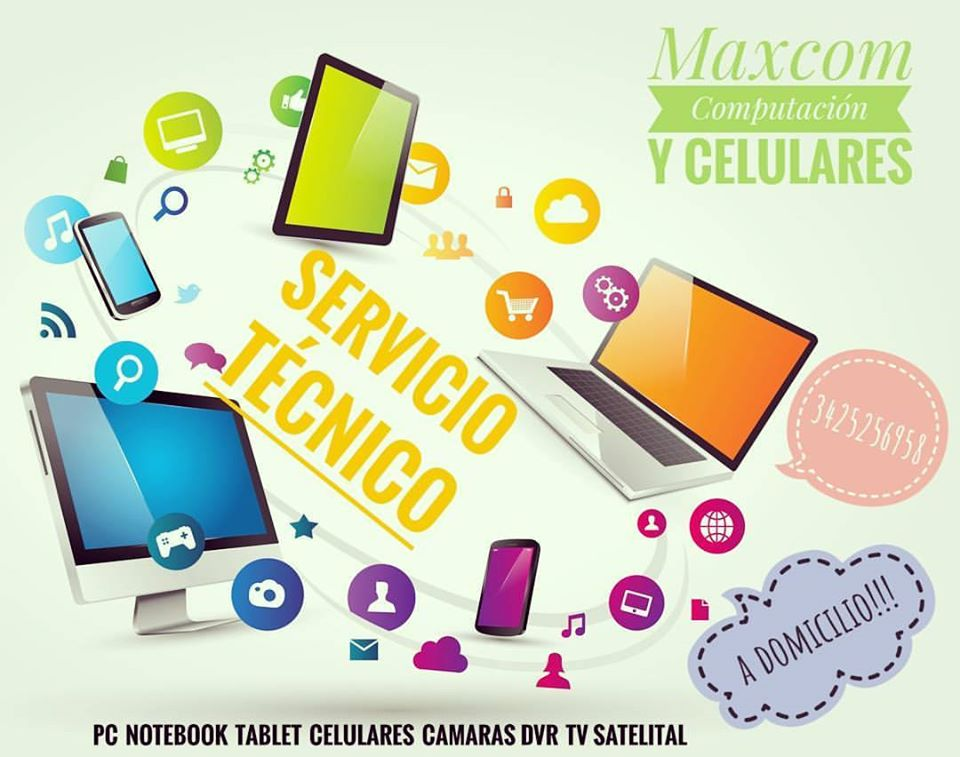 Maxcom
Computación
Y CELULARES
SERVICIO
TÉCNICO
3425256958
A DOMICILIO!!!
PC NOTEBOOK TABLET CELULARES CAMARAS DVR TV SATELITAL